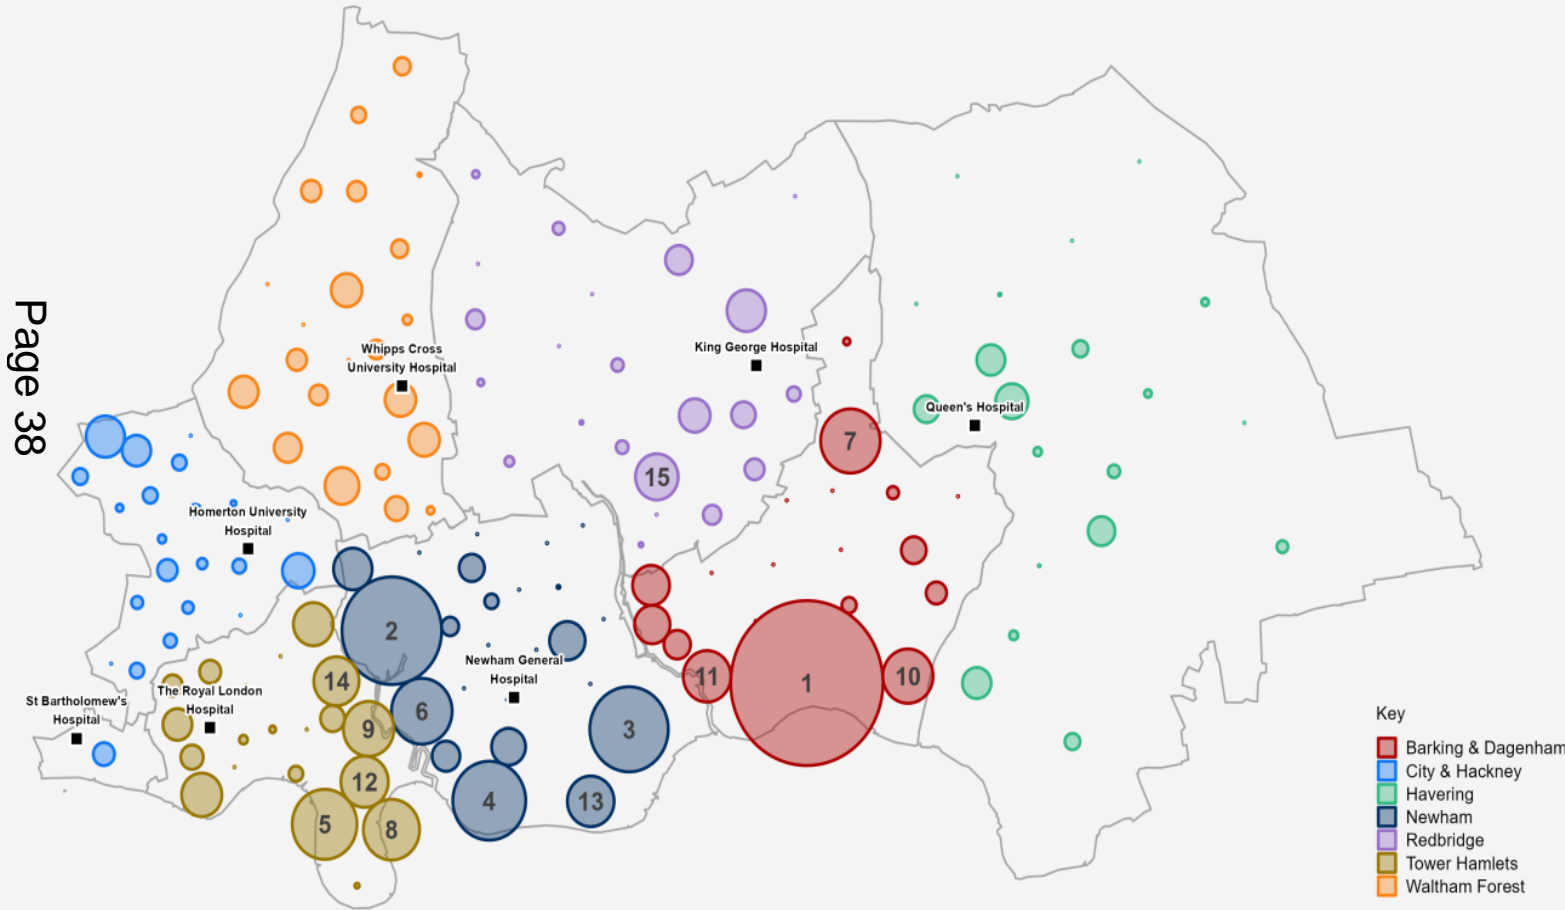 Page 38
Whipps Cross
University Hospital
King George Hospital
Queen's Hospital
7
15
Homerton University
Hospital
2
Newham General
Hospital
14
11
1
10
The Royal London
Hospital
St Bartholomew's
Hospital
6
9
3
12
4
13
5
8
Key
Barking & Dagenham
City & Hackney
Havering
Newham
Redbridge
Tower Hamlets
Waltham Forest